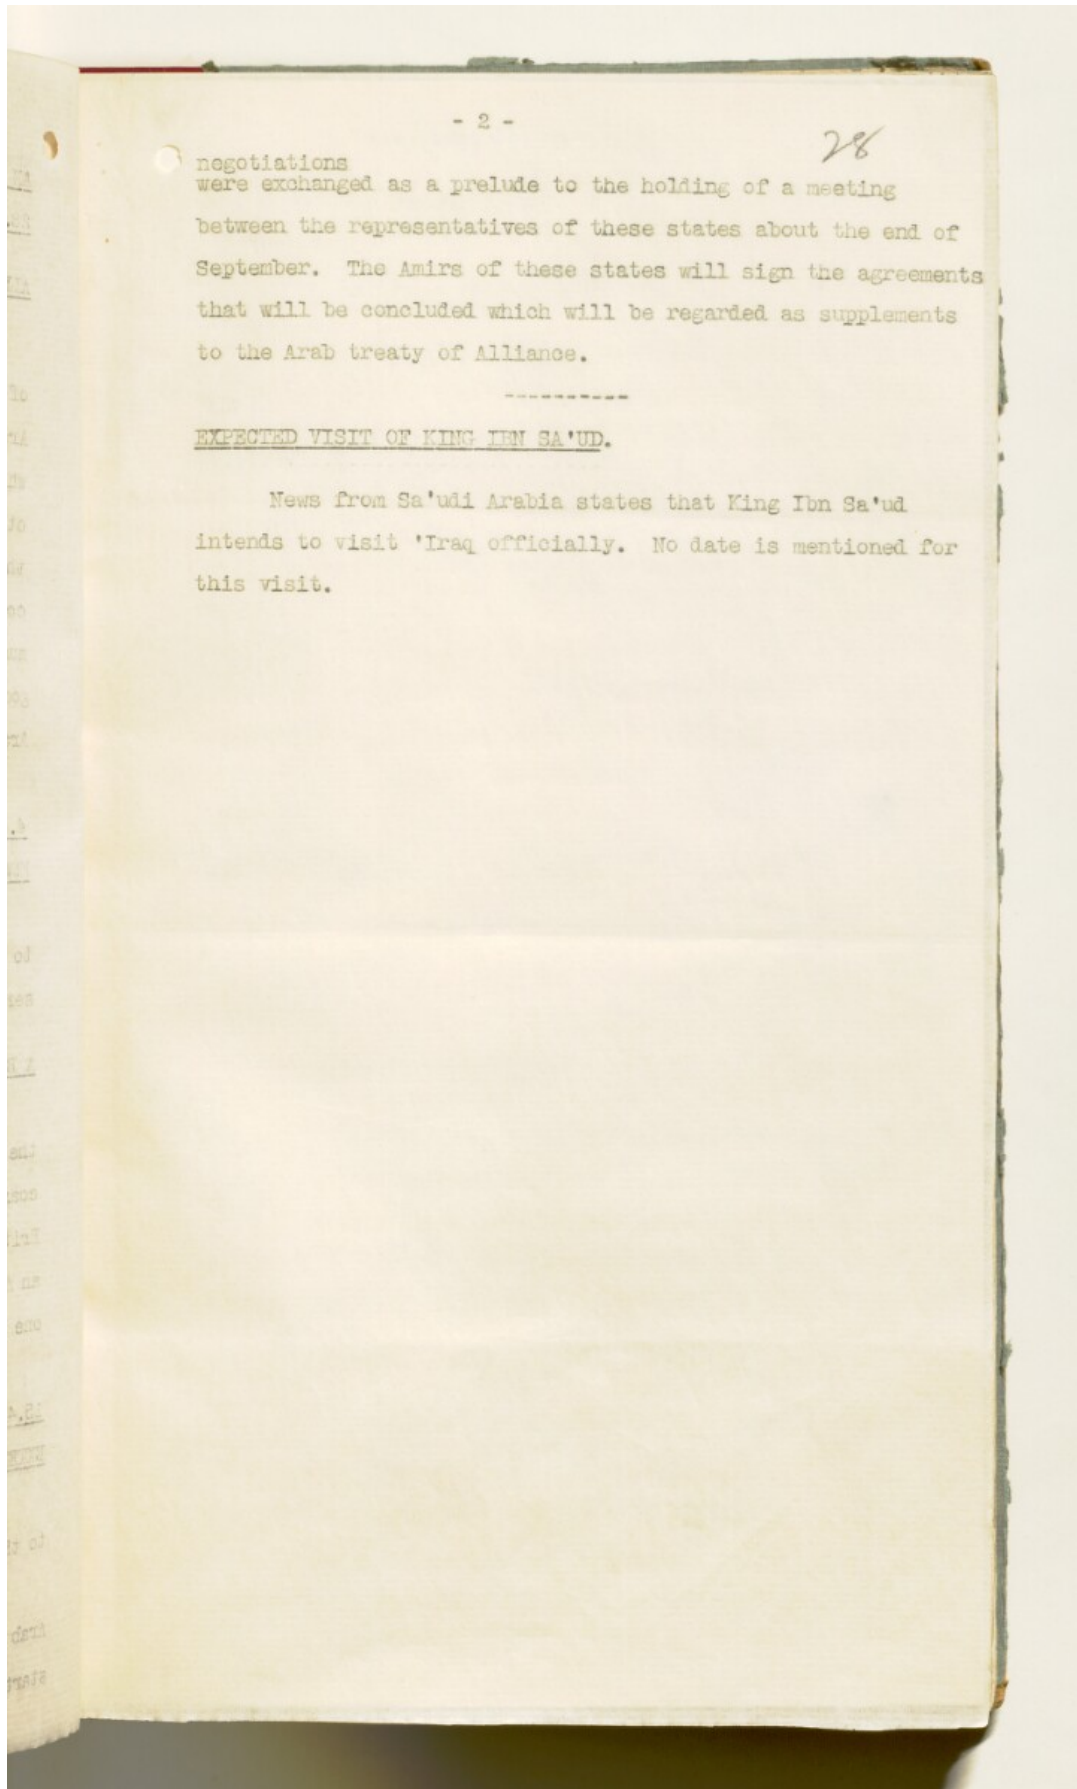 - 2 -
28
negotiations
were exchanged as a prelude to the holding of a meeting
between the representatives of these states about the end of
September. The Amirs of these states will sign the agreements
that will be concluded which will be regarded as supplements
to the Arab treaty of Alliance.
----------
EXPECTED VISIT OF KING IBN SA'UD.
News from Sa'udi Arabia states that King Ibn Sa'ud
intends to visit 'Iraq officially. No date is mentioned for
this visit.